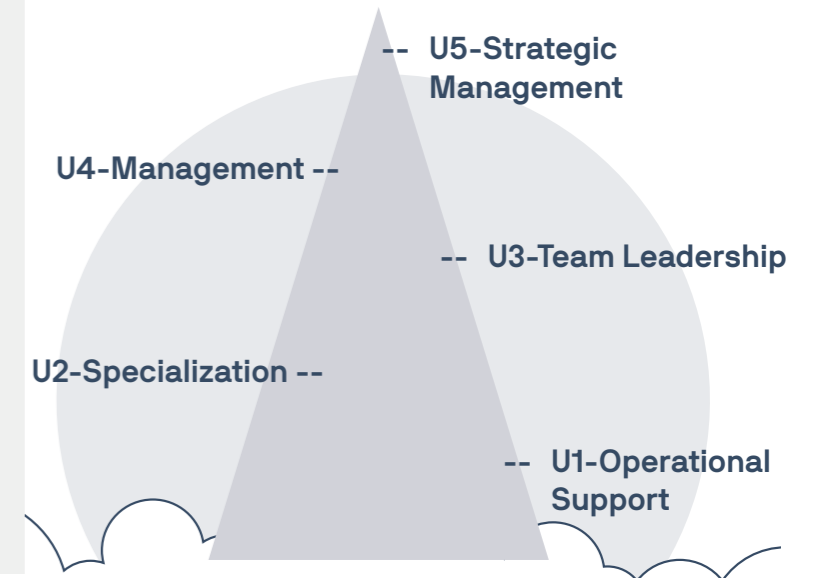 -- U5-Strategic
Management
U4-Management --
-- U3-Team Leadership
U2-Specialization --
-- U1-Operational
Support